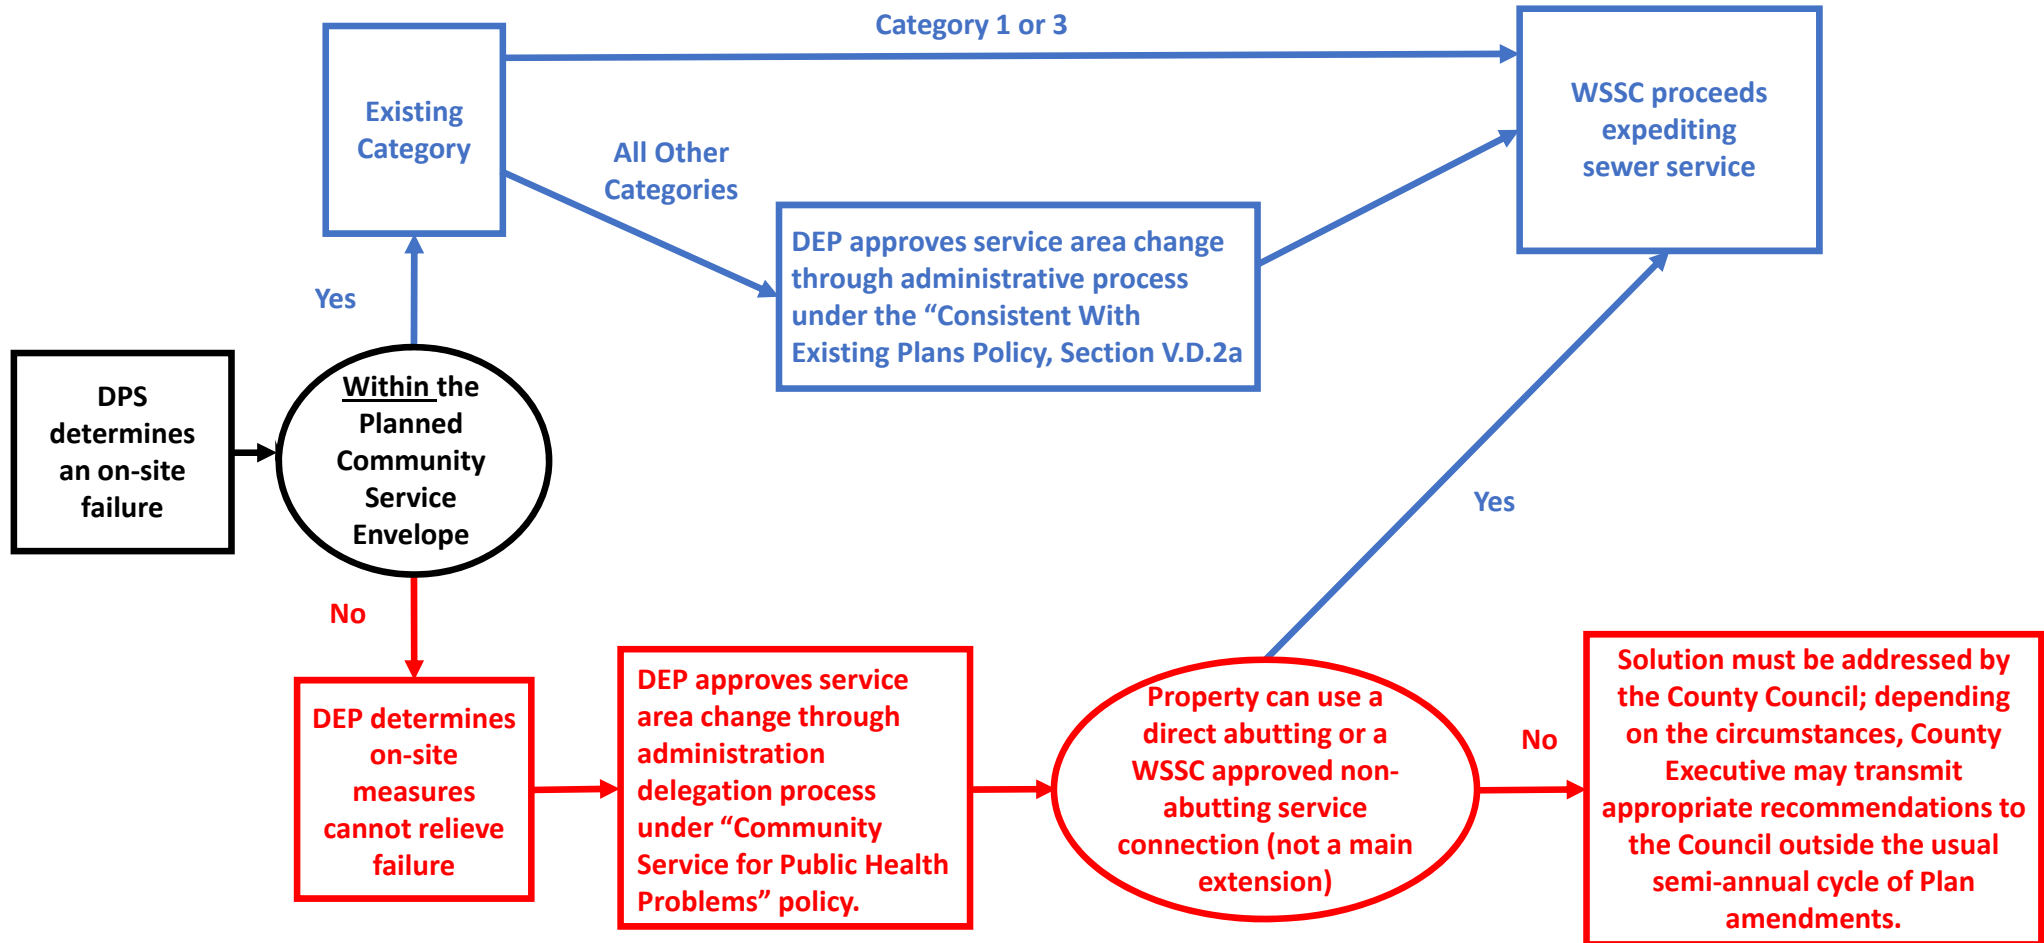 Category 1 or 3
Existing
Category
WSSC proceeds
expediting
sewer service
All Other
Categories
DEP approves service area change
through administrative process
under the “Consistent With
Existing Plans Policy, Section V.D.2a
Yes
DPS
determines
an on-site
failure
Within the
Planned
Community
Service
Envelope
Yes
No
DEP determines
on-site
measures
cannot relieve
failure
DEP approves service
area change through
administration
delegation process
under “Community
Service for Public Health
Problems” policy.
Property can use a
direct abutting or a
WSSC approved non-
abutting service
connection (not a main
extension)
No
Solution must be addressed by
the County Council; depending
on the circumstances, County
Executive may transmit
appropriate recommendations to
the Council outside the usual
semi-annual cycle of Plan
amendments.